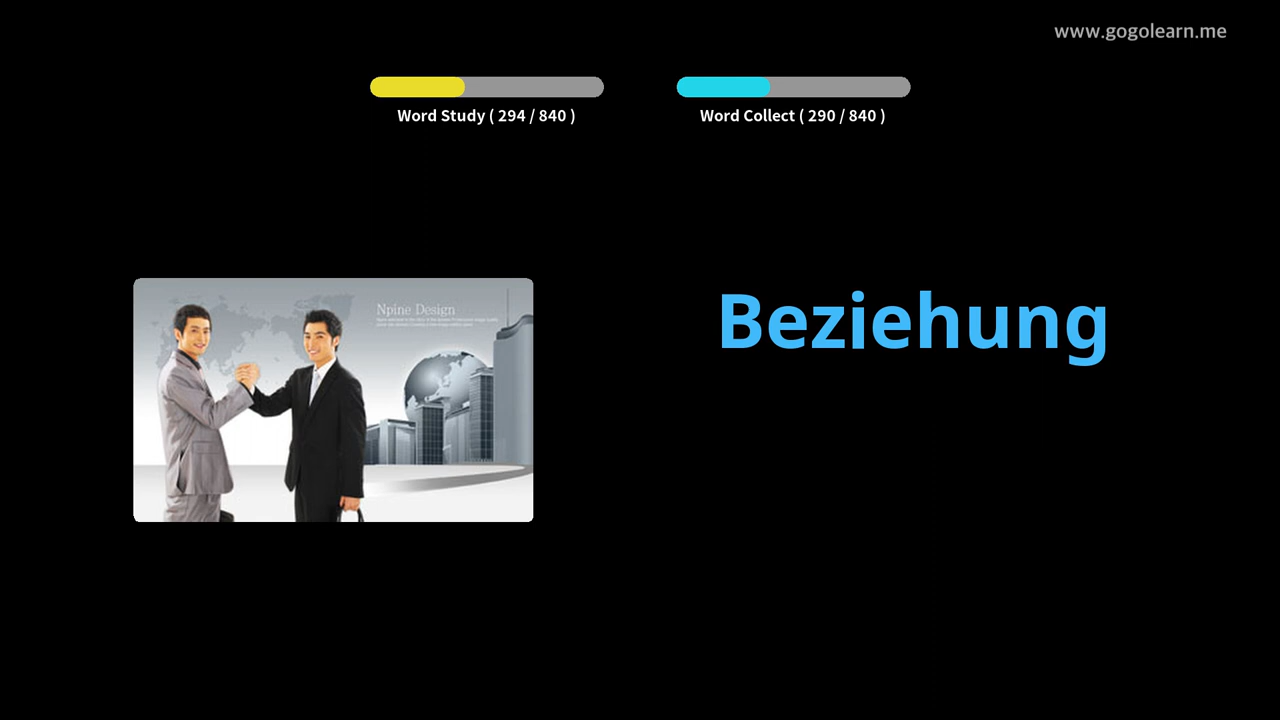 www.gogolearn.me
Word Study ( 294 / 840 )
Word Collect ( 290 / 840 )
Npine Design
Beziehung